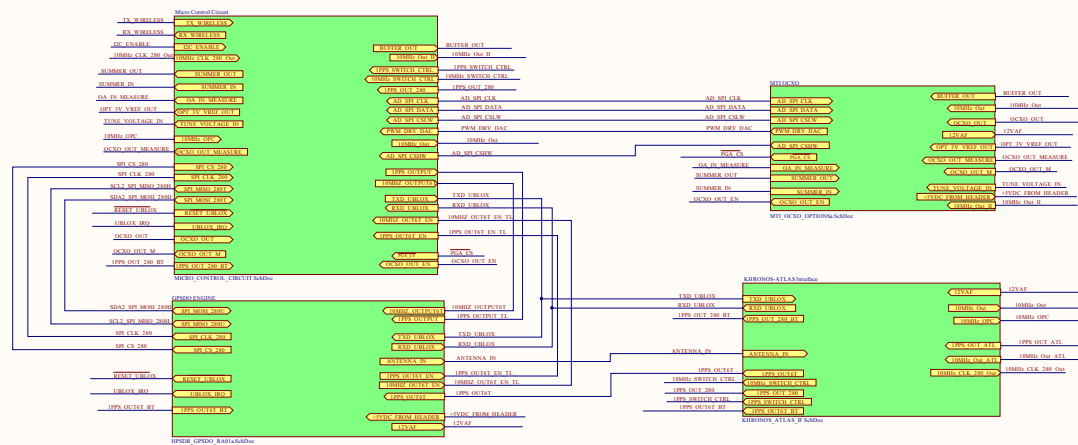 Micro Control Circuit
TX_WIRELESS TX_WIRELESS
RX_WIRELESS RX_WIRELESS
I2C_ENABLE I2C_ENABLE
10MHz_CLK_280_Out 10MHz_CLK_280_Out
SUMMER_OUT SUMMER_OUT
SUMMER_IN SUMMER_IN
OA_IN_MEASURE OA_IN_MEASURE
OPT_3V_VREF_OUT OPT_3V_VREF_OUT
TUNE_VOLTAGE_IN TUNE_VOLTAGE_IN
10MHz_OPC 10MHz_OPC
OCXO_OUT_MEASURE OCXO_OUT_MEASURE
SPI_CS_280 SPI_CS_280
SPI_CLK_280 SPI_CLK_280
SCL2_SPI_MISO_280H SPI_MISO_280T
SDA2_SPI_MOSI_280H SPI_MOSI_280T
RESET_UBLOX RESET_UBLOX
UBLOX_IRQ UBLOX_IRQ
OCXO_OUT OCXO_OUT
OCXO_OUT_M OCXO_OUT_M
1PPS_OUT_280_BT 1PPS_OUT_280_BT
BUFFER_OUT BUFFER_OUT
10Mhz_Out_II 10Mhz_Out_II
1PPS_SWITCH_CTRL 1PPS_SWITCH_CTRL
10MHz_SWITCH_CTRL 10MHz_SWITCH_CTRL
1PPS_OUT_280 1PPS_OUT_280
AD_SPI_CLK AD_SPI_CLK
AD_SPI_DATA AD_SPI_DATA
AD_SPI_CSLW AD_SPI_CSLW
PWM_DRV_DAC PWM_DRV_DAC
10Mhz_Out 10Mhz_Out
AD_SPI_CSHW AD_SPI_CSHW
1PPS_OUTPUT
10MHZ_OUTPUT6T
TXD_UBLOX TXD_UBLOX
RXD_UBLOX RXD_UBLOX
10MHZ_OUT6T_EN 10MHZ_OUT6T_EN_TL
1PPS_OUT6T_EN 1PPS_OUT6T_EN_TL
PGA_CS PGA_CS
OCXO_OUT_EN OCXO_OUT_EN
MICRO_CONTROL_CIRCUIT.SchDoc
MTI OCXO
AD_SPI_CLK AD_SPI_CLK
AD_SPI_DATA AD_SPI_DATA
AD_SPI_CSLW AD_SPI_CSLW
PWM_DRV_DAC PWM_DRV_DAC
AD_SPI_CSHW
PGA_CS PGA_CS
OA_IN_MEASURE OA_IN_MEASURE
SUMMER_OUT SUMMER_OUT
SUMMER_IN SUMMER_IN
OCXO_OUT_EN OCXO_OUT_EN
BUFFER_OUT BUFFER_OUT
10Mhz_Out 10Mhz_Out
OCXO_OUT OCXO_OUT
12VAF 12VAF
OPT_3V_VREF_OUT OPT_3V_VREF_OUT
OCXO_OUT_MEASURE OCXO_OUT_MEASURE
OCXO_OUT_M OCXO_OUT_M
TUNE_VOLTAGE_IN TUNE_VOLTAGE_IN
+5VDC_FROM_HEADER +5VDC_FROM_HEADER
10Mhz_Out_II 10Mhz_Out_II
MTI_OCXO_OPTIONSa.SchDoc
GPSDO ENGINE
SDA2_SPI_MOSI_280H SPI_MOSI_280U
SCL2_SPI_MISO_280H SPI_MISO_280U
SPI_CLK_280 SPI_CLK_280
SPI_CS_280 SPI_CS_280
RESET_UBLOX RESET_UBLOX
UBLOX_IRQ UBLOX_IRQ
1PPS_OUT6T_BT 1PPS_OUT6T_BT
10MHZ_OUTPUT6T 10MHZ_OUTPUT6T
1PPS_OUTPUT 1PPS_OUTPUT_TL
TXD_UBLOX TXD_UBLOX
RXD_UBLOX RXD_UBLOX
ANTENNA_IN ANTENNA_IN
1PPS_OUT6T_EN 1PPS_OUT6T_EN_TL
10MHZ_OUT6T_EN 10MHZ_OUT6T_EN_TL
1PPS_OUT6T 1PPS_OUT6T
+5VDC_FROM_HEADER +5VDC_FROM_HEADER
12VAF 12VAF
HPSDR_GPSDO_RA01a.SchDoc
KHRONOS-ATLAS Interface
TXD_UBLOX TXD_UBLOX
RXD_UBLOX RXD_UBLOX
1PPS_OUT_280_BT 1PPS_OUT_280_BT
ANTENNA_IN ANTENNA_IN
1PPS_OUT6T 1PPS_OUT6T
10MHz_SWITCH_CTRL 10MHz_SWITCH_CTRL
1PPS_OUT_280 1PPS_OUT_280
1PPS_SWITCH_CTRL 1PPS_SWITCH_CTRL
1PPS_OUT6T_BT 1PPS_OUT6T_BT
12VAF 12VAF
10Mhz_Out 10Mhz_Out
10MHz_OPC 10MHz_OPC
1PPS_OUT_ATL 1PPS_OUT_ATL
10Mhz_Out_ATL 10Mhz_Out_ATL
10MHz_CLK_280_Out 10MHz_CLK_280_Out
KHRONOS_ATLAS_IF.SchDoc